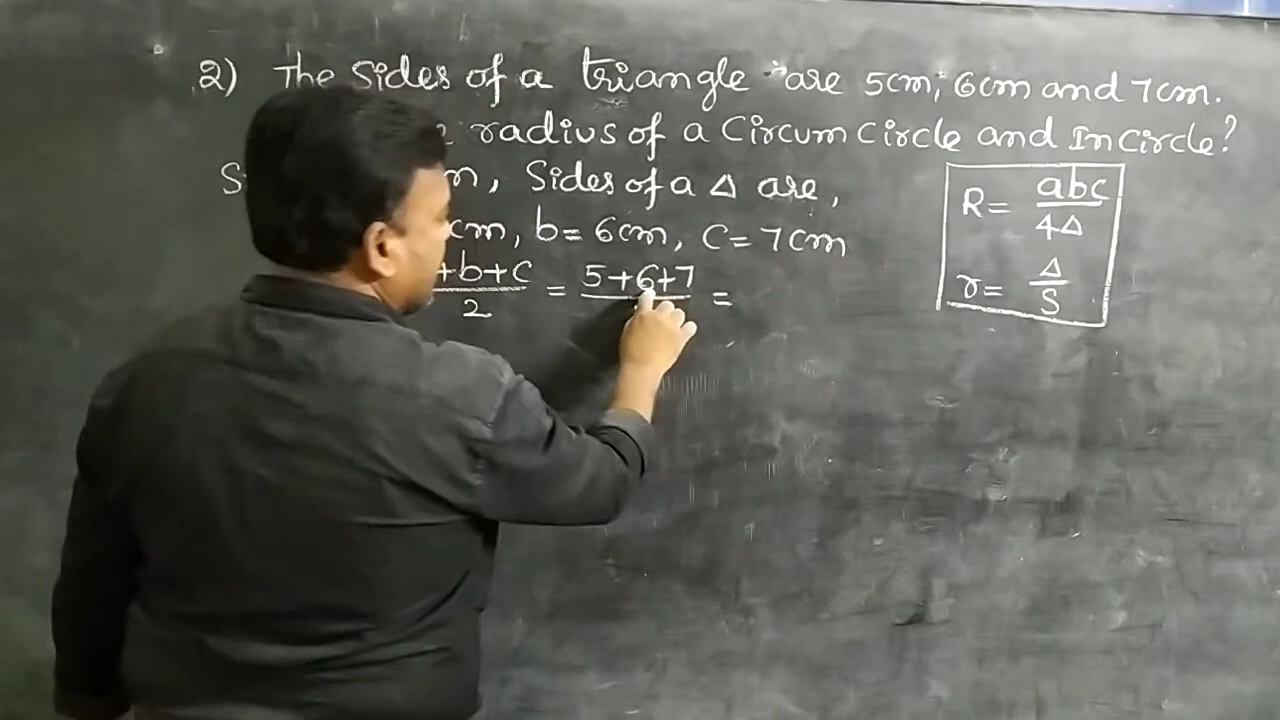 2) The Sides of a triangle are 5cm, 6cm and 7cm.
radius of a Circum Circle and InCircle?
Sides of a △ are,
cm, b = 6cm, c = 7cm
+b+c/2 = 5+6+7/ =
R = abc/4△
r = △/S